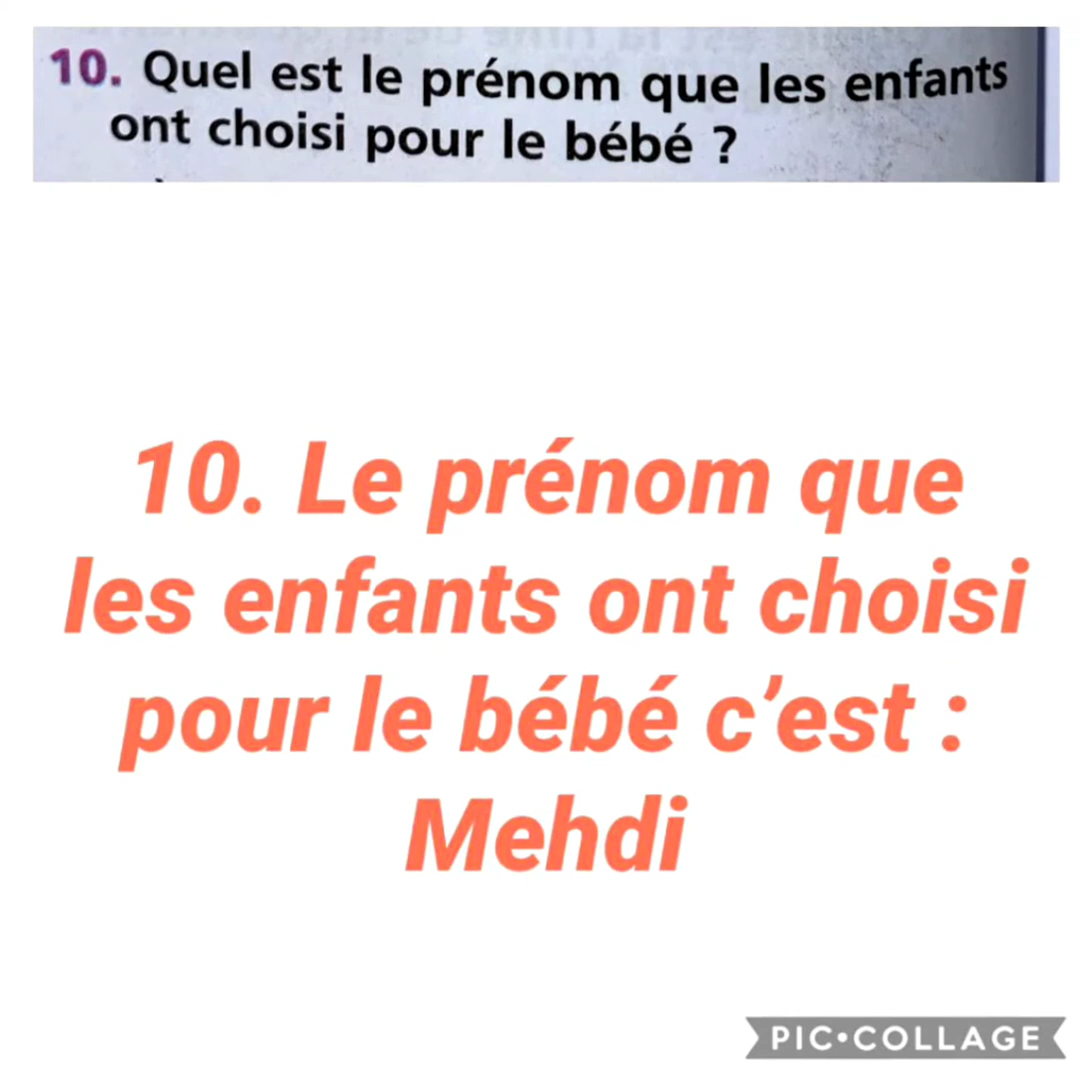 10. Quel est le prénom que les enfants
ont choisi pour le bébé ?
10. Le prénom que
les enfants ont choisi
pour le bébé c’est :
Mehdi
PIC•COLLAGE